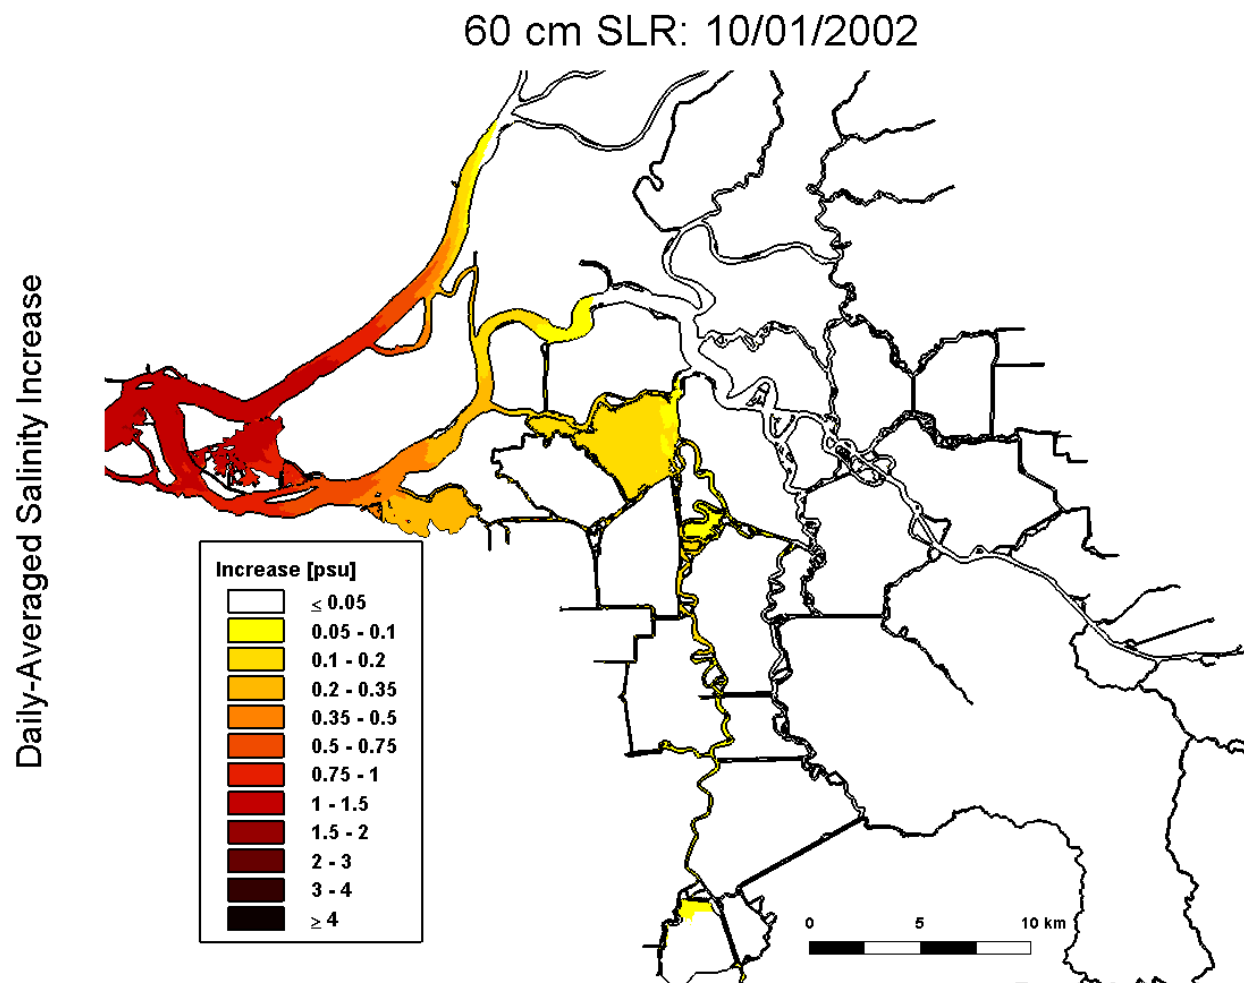 60 cm SLR: 10/01/2002
Daily-Averaged Salinity Increase
Increase [psu]
≤ 0.05
0.05 - 0.1
0.1 - 0.2
0.2 - 0.35
0.35 - 0.5
0.5 - 0.75
0.75 - 1
1 - 1.5
1.5 - 2
2 - 3
3 - 4
≥ 4
0 5 10 km